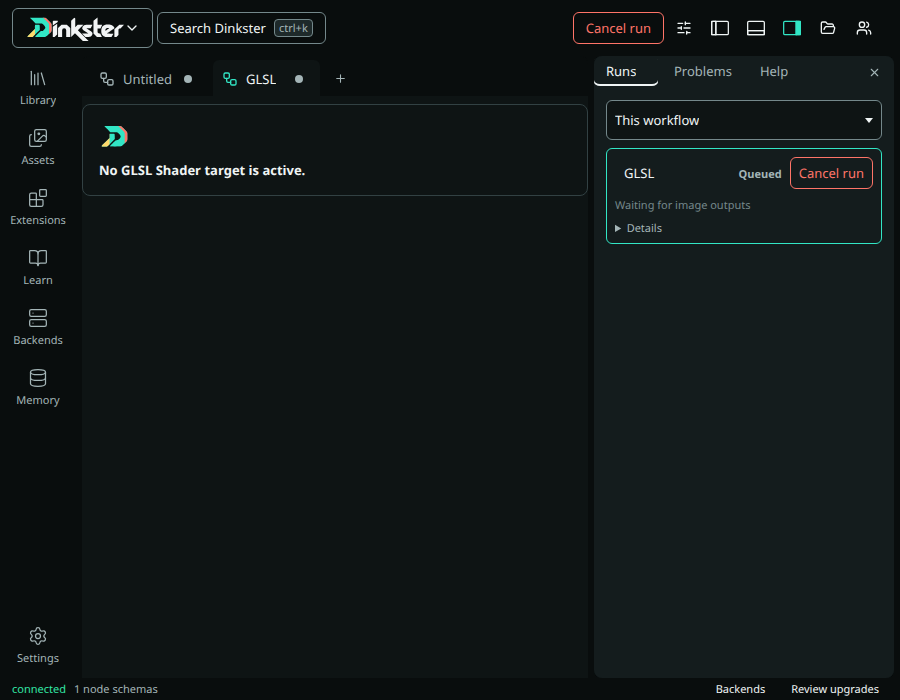 Dinkster
Search Dinkster ctrl+k
Cancel run
Library
Assets
Extensions
Learn
Backends
Memory
Settings
Untitled
GLSL
No GLSL Shader target is active.
Runs Problems Help
This workflow
GLSL Queued Cancel run
Waiting for image outputs
Details
connected 1 node schemas
Backends Review upgrades